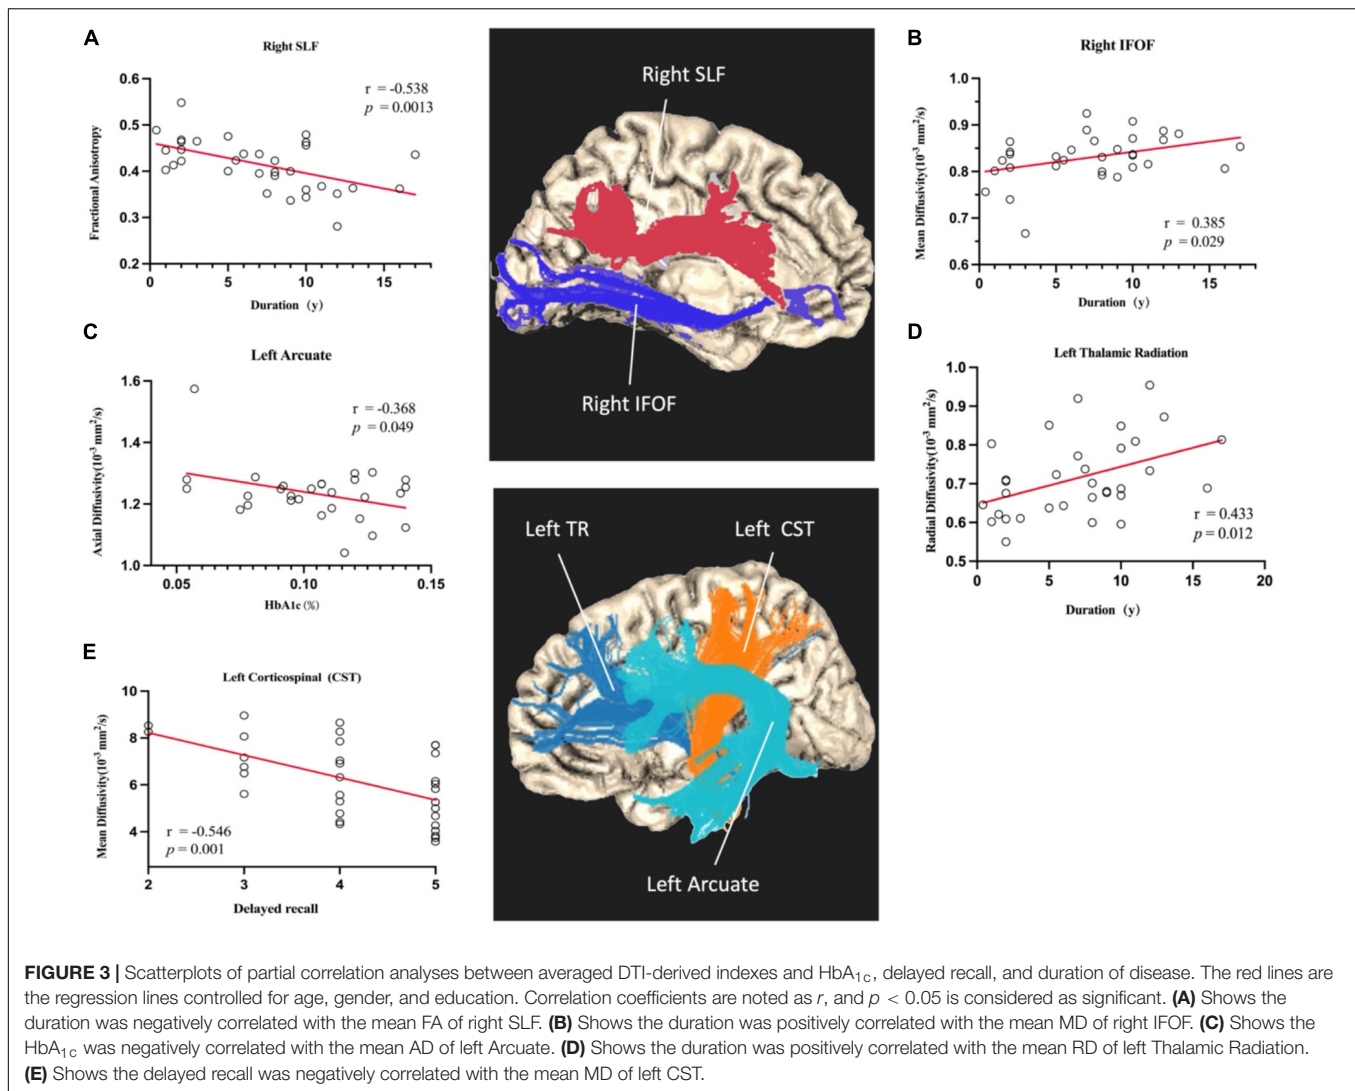 A
Right SLF
r = -0.538
p = 0.0013
Fractional Anisotropy
0.6
0.5
0.4
0.3
0.2
0
5
10
15
Duration (y)
Right SLF
Right IFOF
B
Right IFOF
r = 0.385
p = 0.029
Mean Diffusivity(10⁻³ mm²/s)
1.0
0.9
0.8
0.7
0.6
0
5
10
15
Duration (y)
C
Left Arcuate
r = -0.368
p = 0.049
Axial Diffusivity(10⁻³ mm²/s)
1.6
1.4
1.2
1.0
0.05
0.10
0.15
HbA1c(%)
Left TR
Left CST
Left Arcuate
D
Left Thalamic Radiation
r = 0.433
p = 0.012
Radial Diffusivity(10⁻³ mm²/s)
1.0
0.9
0.8
0.7
0.6
0.5
0
5
10
15
20
Duration (y)
E
Left Corticospinal (CST)
r = -0.546
p = 0.001
Mean Diffusivity(10⁻³ mm²/s)
10
8
6
4
2
3
4
5
Delayed recall
FIGURE 3 | Scatterplots of partial correlation analyses between averaged DTI-derived indexes and HbA₁c, delayed recall, and duration of disease. The red lines are
the regression lines controlled for age, gender, and education. Correlation coefficients are noted as r, and p < 0.05 is considered as significant. (A) Shows the
duration was negatively correlated with the mean FA of right SLF. (B) Shows the duration was positively correlated with the mean MD of right IFOF. (C) Shows the
HbA₁c was negatively correlated with the mean AD of left Arcuate. (D) Shows the duration was positively correlated with the mean RD of left Thalamic Radiation.
(E) Shows the delayed recall was negatively correlated with the mean MD of left CST.